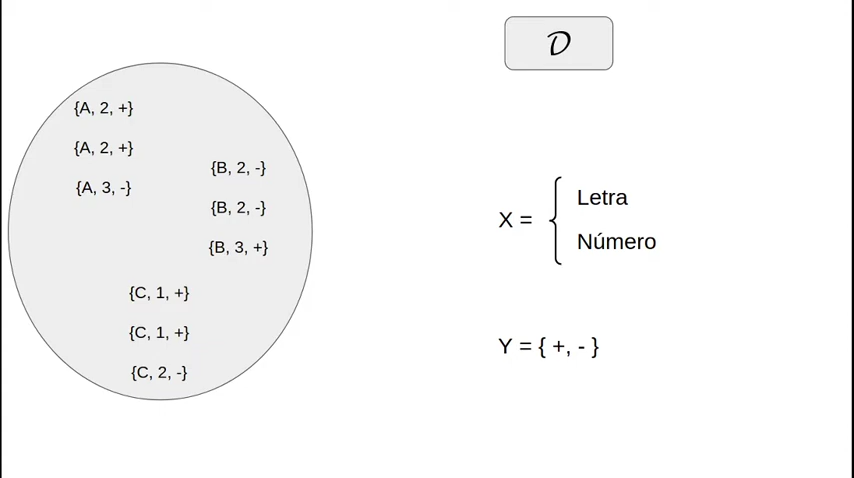 {A, 2, +}
{A, 2, +}
{A, 3, -}
{B, 2, -}
{B, 2, -}
{B, 3, +}
{C, 1, +}
{C, 1, +}
{C, 2, -}
𝒟
X = {
Letra
Número
Y = { +, - }